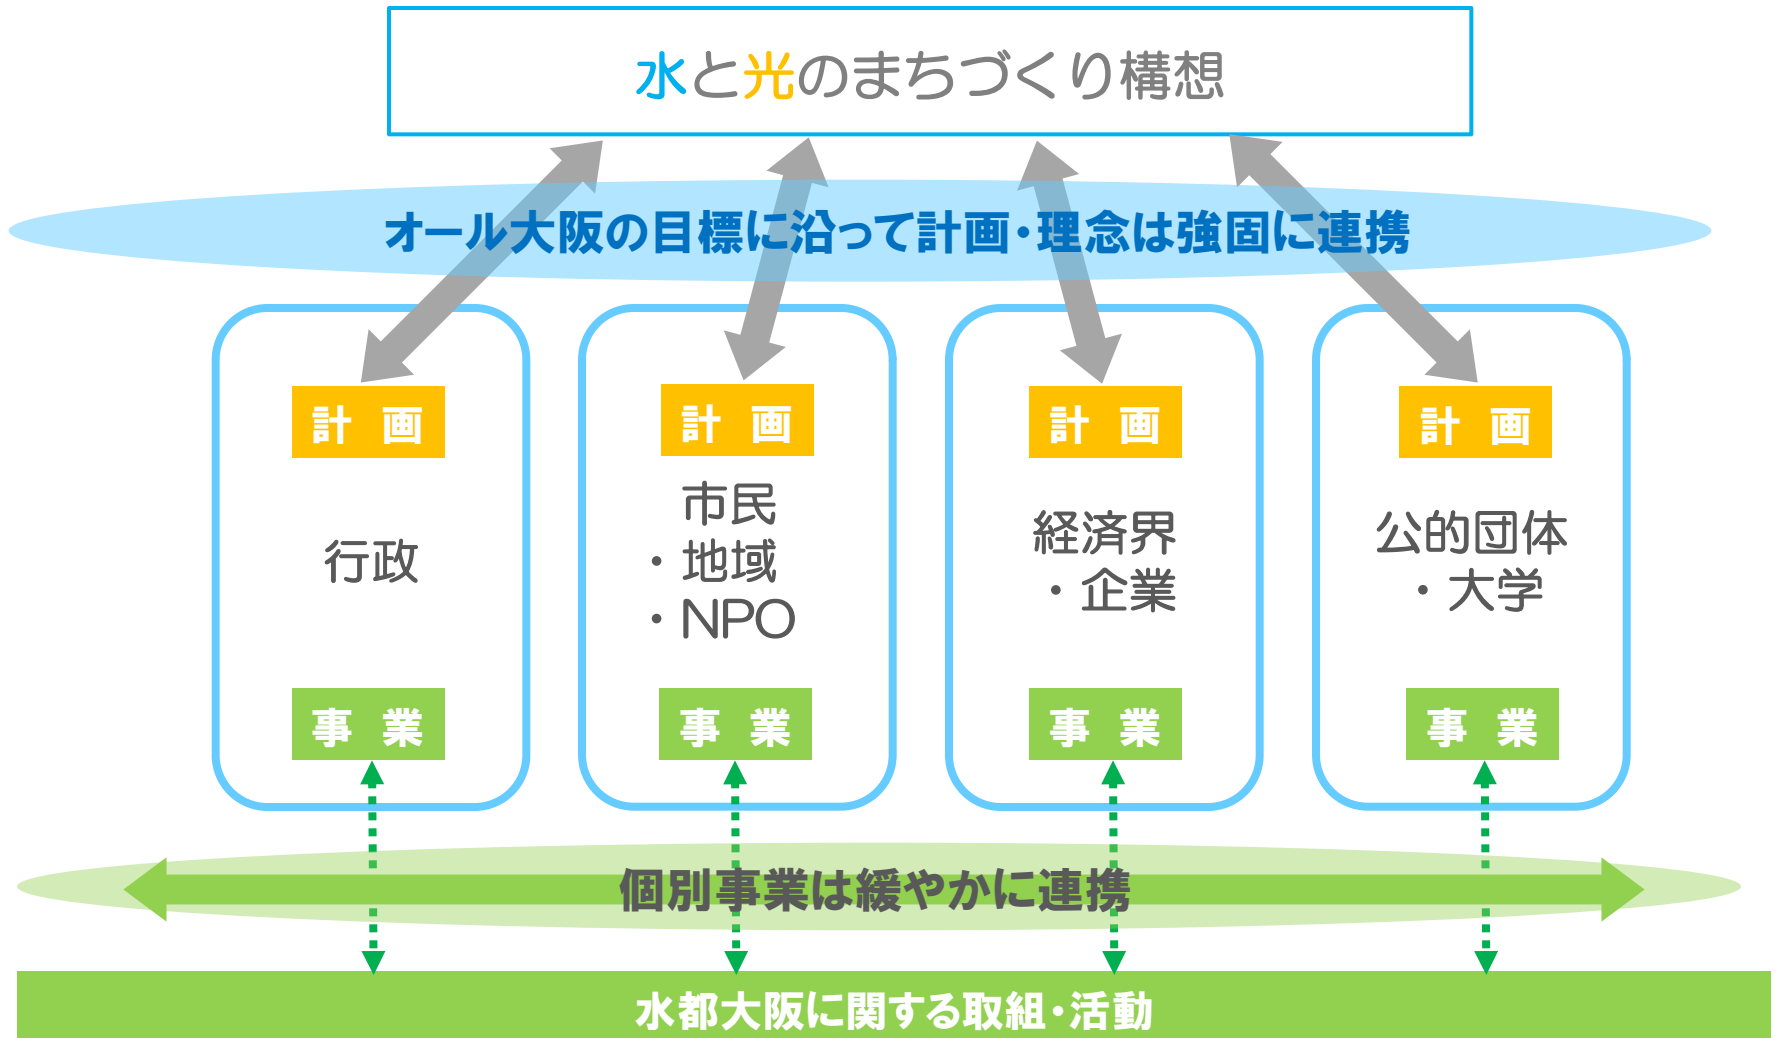 水と光のまちづくり構想
オール大阪の目標に沿って計画・理念は強固に連携
計 画
計 画
計 画
計 画
行政
市民
・地域
・NPO
経済界
・企業
公的団体
・大学
事 業
事 業
事 業
事 業
個別事業は緩やかに連携
水都大阪に関する取組・活動